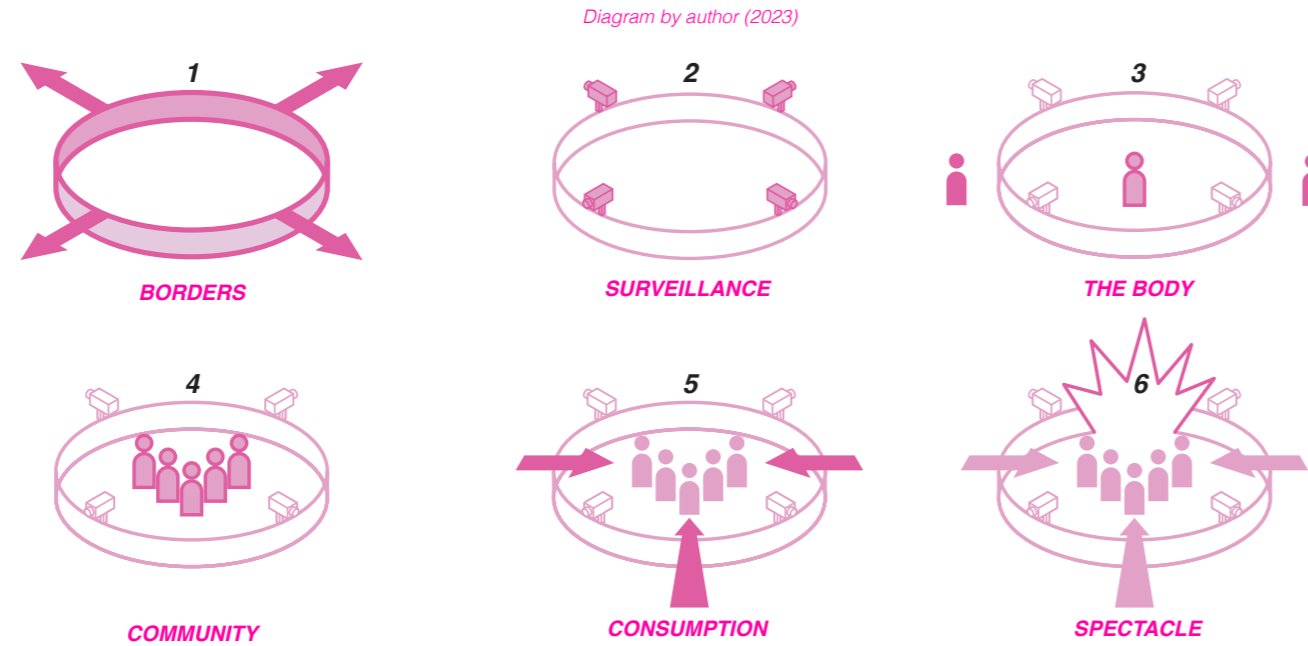 Diagram by author (2023)
1
2
3
BORDERS
SURVEILLANCE
THE BODY
4
5
6
COMMUNITY
CONSUMPTION
SPECTACLE